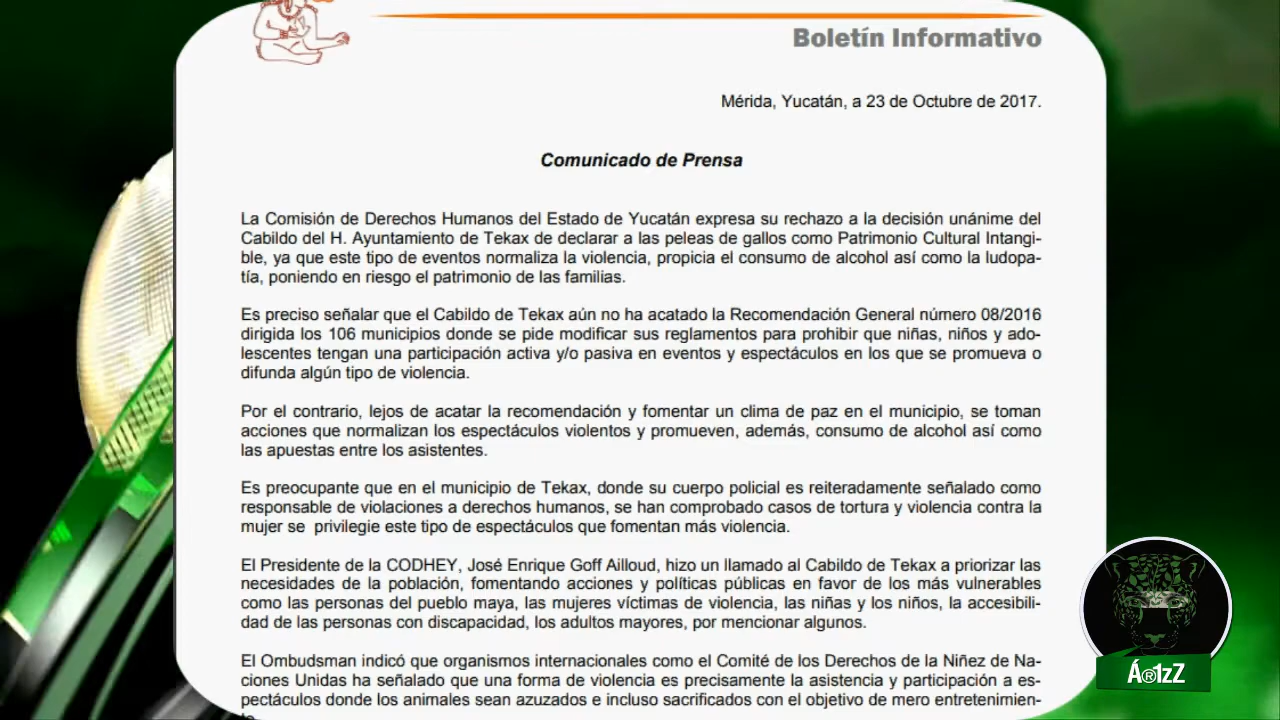 Boletín Informativo
Mérida, Yucatán, a 23 de Octubre de 2017.
Comunicado de Prensa
La Comisión de Derechos Humanos del Estado de Yucatán expresa su rechazo a la decisión unánime del
Cabildo del H. Ayuntamiento de Tekax de declarar a las peleas de gallos como Patrimonio Cultural Intangi-
ble, ya que este tipo de eventos normaliza la violencia, propicia el consumo de alcohol así como la ludopa-
tía, poniendo en riesgo el patrimonio de las familias.
Es preciso señalar que el Cabildo de Tekax aún no ha acatado la Recomendación General número 08/2016
dirigida los 106 municipios donde se pide modificar sus reglamentos para prohibir que niñas, niños y ado-
lescentes tengan una participación activa y/o pasiva en eventos y espectáculos en los que se promueva o
difunda algún tipo de violencia.
Por el contrario, lejos de acatar la recomendación y fomentar un clima de paz en el municipio, se toman
acciones que normalizan los espectáculos violentos y promueven, además, consumo de alcohol así como
las apuestas entre los asistentes.
Es preocupante que en el municipio de Tekax, donde su cuerpo policial es reiteradamente señalado como
responsable de violaciones a derechos humanos, se han comprobado casos de tortura y violencia contra la
mujer se  privilegie este tipo de espectáculos que fomentan más violencia.
El Presidente de la CODHEY, José Enrique Goff Ailloud, hizo un llamado al Cabildo de Tekax a priorizar las
necesidades de la población, fomentando acciones y políticas públicas en favor de los más vulnerables
como las personas del pueblo maya, las mujeres víctimas de violencia, las niñas y los niños, la accesibili-
dad de las personas con discapacidad, los adultos mayores, por mencionar algunos.
El Ombudsman indicó que organismos internacionales como el Comité de los Derechos de la Niñez de Na-
ciones Unidas ha señalado que una forma de violencia es precisamente la asistencia y participación a es-
pectáculos donde los animales sean azuzados e incluso sacrificados con el objetivo de mero entretenimien-
Á®1zZ